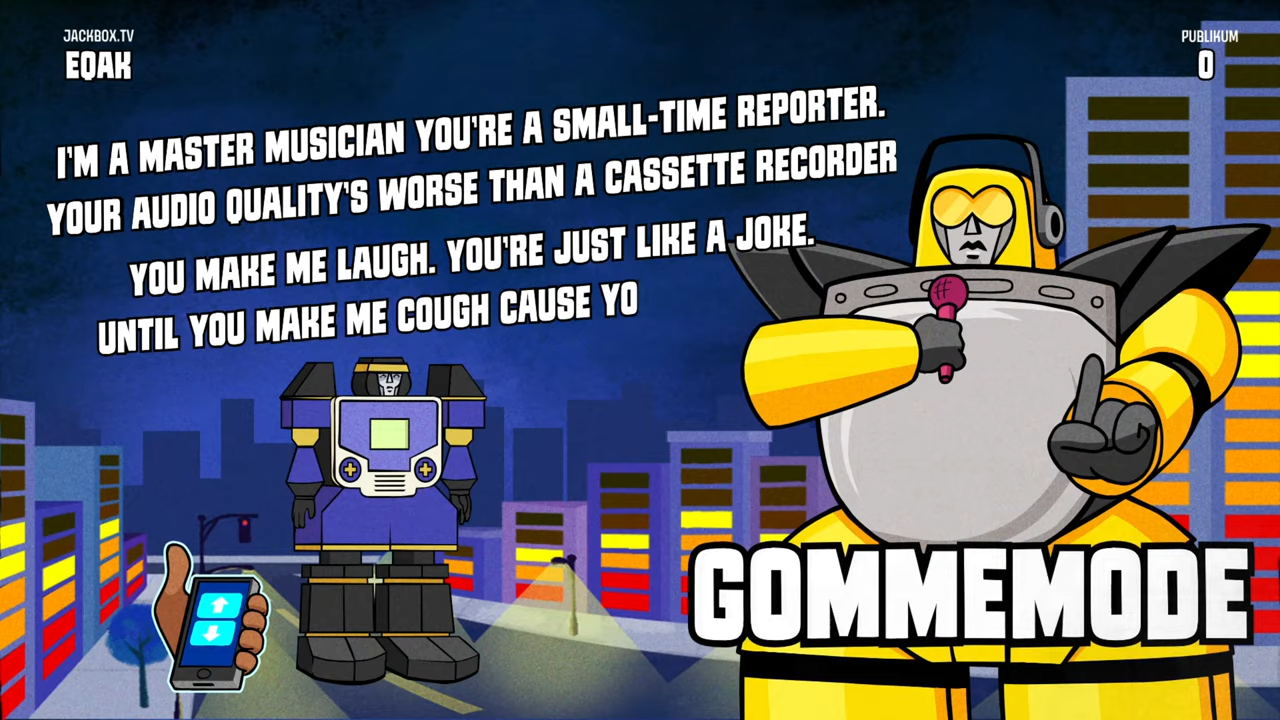 JACKBOX.TV
EQAK
PUBLIKUM
0
I'M A MASTER MUSICIAN YOU'RE A SMALL-TIME REPORTER.
YOUR AUDIO QUALITY'S WORSE THAN A CASSETTE RECORDER
YOU MAKE ME LAUGH. YOU'RE JUST LIKE A JOKE.
UNTIL YOU MAKE ME COUGH CAUSE YO
GOMMEMODE